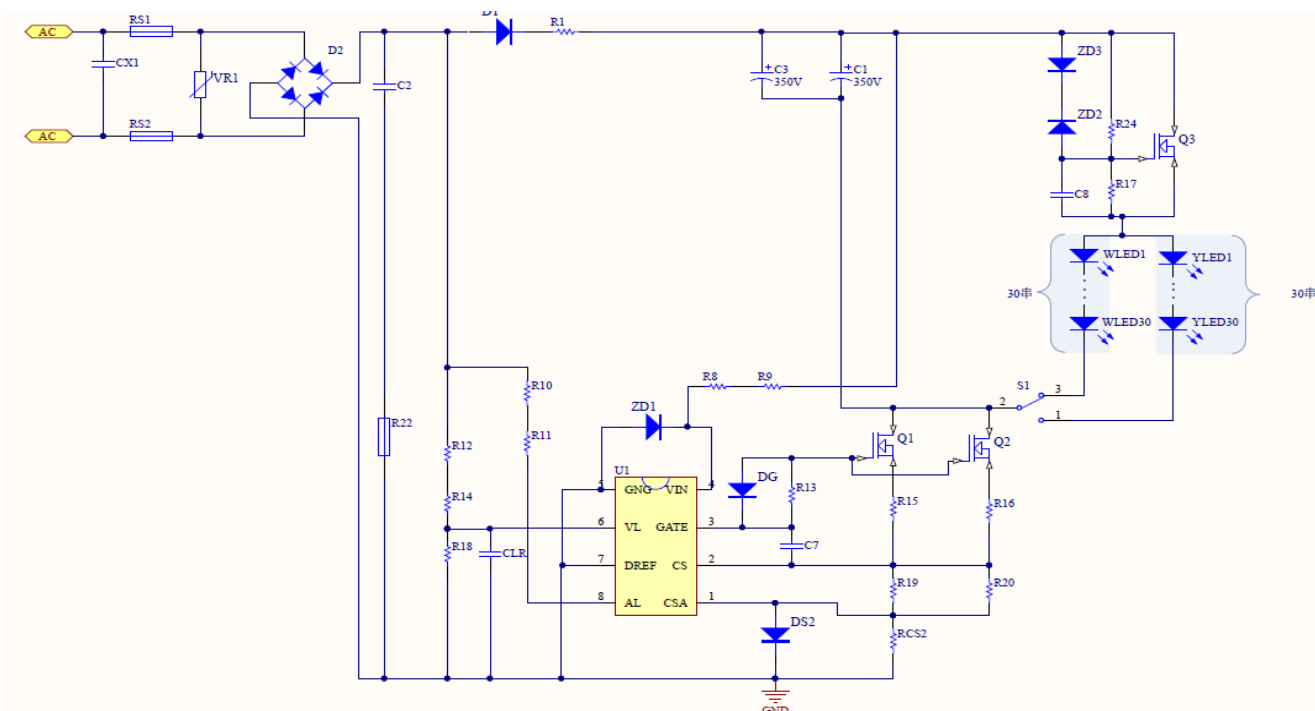 AC
RS1
CX1
VR1
D2
AC
RS2
C2
D1
R1
C3
350V
C1
350V
ZD3
ZD2
R24
Q3
R17
C8
WLED1
YLED1
30串
30串
WLED30
YLED30
S1
3
2
1
R8
R9
R10
R11
ZD1
R12
R14
R18
R22
CLR
U1
5
GNG
VIN
4
6
VL
GATE
3
7
DREF
CS
2
8
AL
CSA
1
DG
R13
C7
Q1
Q2
R15
R16
R19
R20
DS2
RCS2
GND